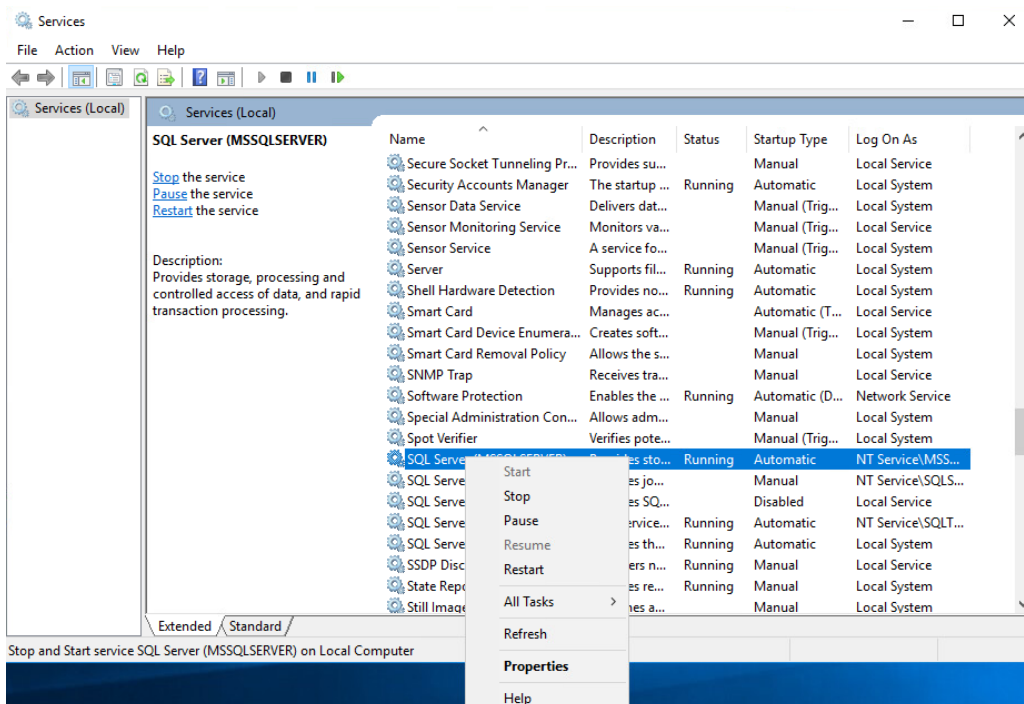 Services
File Action View Help
Services (Local)
Services (Local)
SQL Server (MSSQLSERVER)
Stop the service
Pause the service
Restart the service
Description:
Provides storage, processing and
controlled access of data, and rapid
transaction processing.
Name Description Status Startup Type Log On As
Secure Socket Tunneling Pr... Provides su... Manual Local Service
Security Accounts Manager The startup ... Running Automatic Local System
Sensor Data Service Delivers dat... Manual (Trig... Local System
Sensor Monitoring Service Monitors va... Manual (Trig... Local Service
Sensor Service A service fo... Manual (Trig... Local System
Server Supports fil... Running Automatic Local System
Shell Hardware Detection Provides no... Running Automatic Local System
Smart Card Manages ac... Automatic (T... Local Service
Smart Card Device Enumera... Creates soft... Manual (Trig... Local System
Smart Card Removal Policy Allows the s... Manual Local System
SNMP Trap Receives tra... Manual Local Service
Software Protection Enables the ... Running Automatic (D... Network Service
Special Administration Con... Allows adm... Manual Local System
Spot Verifier Verifies pote... Manual (Trig... Local System
SQL Server (MSSQLSERVER) Provides sto... Running Automatic NT Service\MSS...
SQL Serve es jo... Manual NT Service\SQLS...
SQL Serve es SQ... Disabled Local Service
SQL Serve ervice... Running Automatic NT Service\SQLT...
SQL Serve es th... Running Automatic Local System
SSDP Disc ers n... Running Manual Local Service
State Repo es re... Running Manual Local System
Still Image nes a... Manual Local System
Start
Stop
Pause
Resume
Restart
All Tasks
Refresh
Properties
Help
Extended Standard
Stop and Start service SQL Server (MSSQLSERVER) on Local Computer